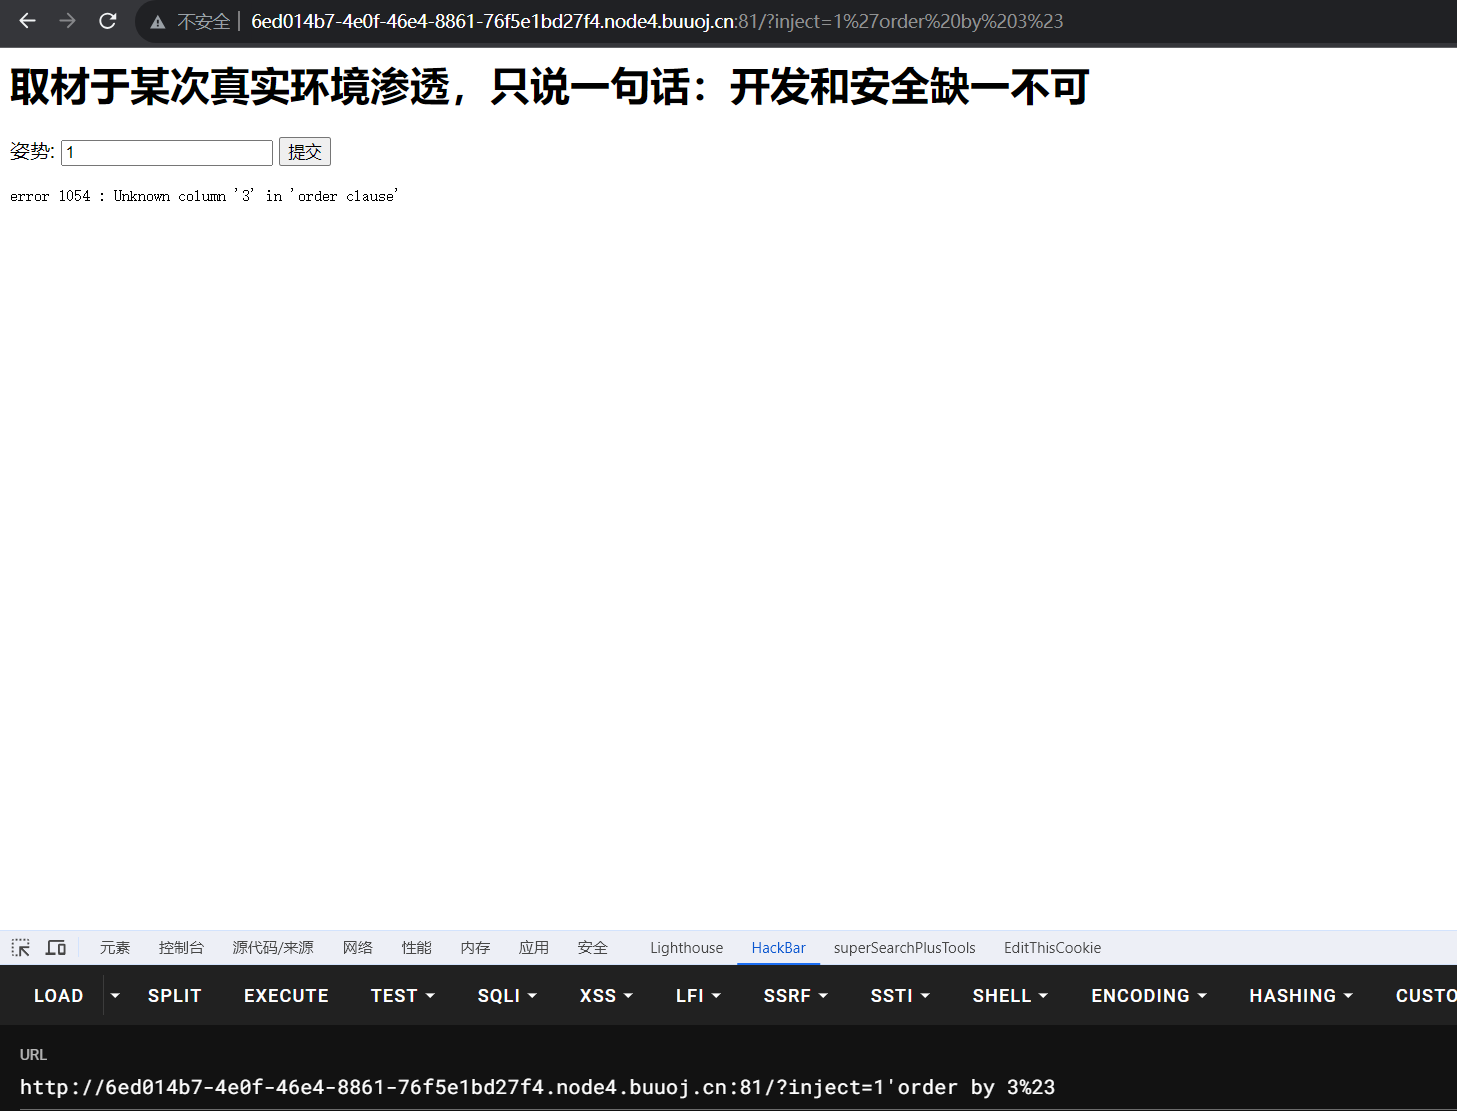 不安全 6ed014b7-4e0f-46e4-8861-76f5e1bd27f4.node4.buuoj.cn:81/?inject=1%27order%20by%203%23
取材于某次真实环境渗透，只说一句话：开发和安全缺一不可
姿势: 1 提交
error 1054 : Unknown column '3' in 'order clause'
元素 控制台 源代码/来源 网络 性能 内存 应用 安全 Lighthouse HackBar superSearchPlusTools EditThisCookie
LOAD SPLIT EXECUTE TEST SQLI XSS LFI SSRF SSTI SHELL ENCODING HASHING CUSTO
URL
http://6ed014b7-4e0f-46e4-8861-76f5e1bd27f4.node4.buuoj.cn:81/?inject=1'order by 3%23